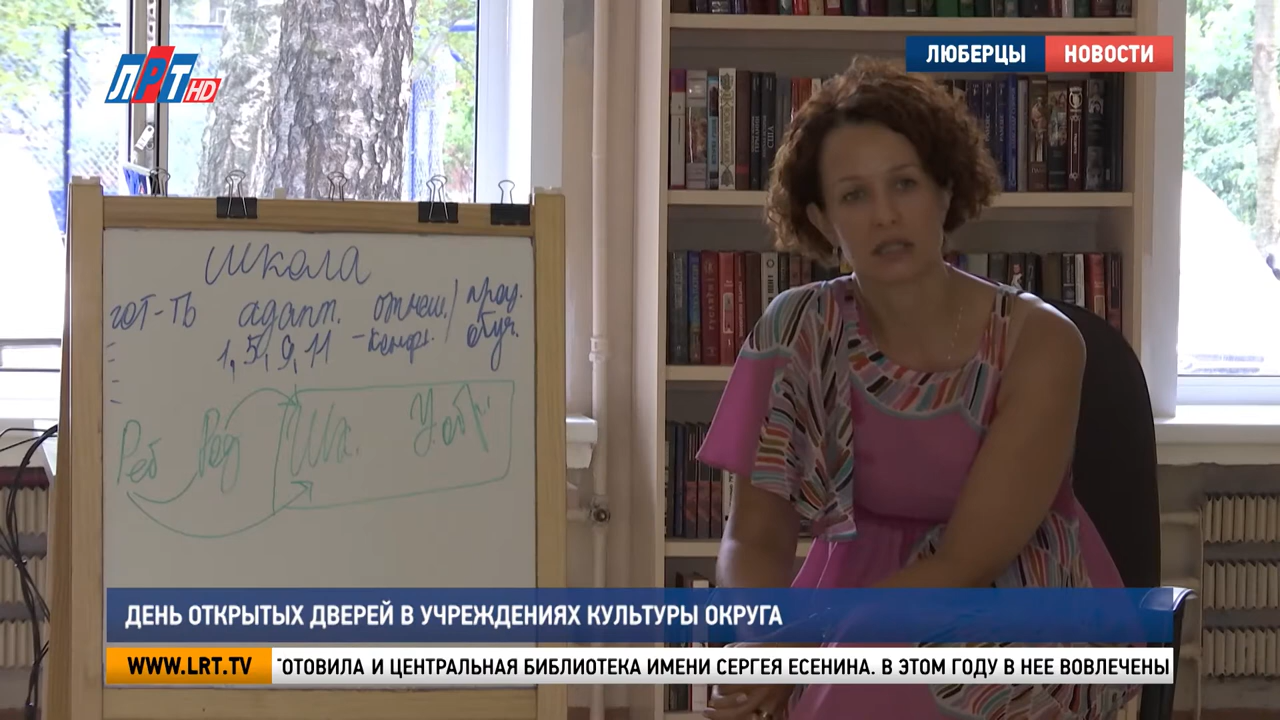 ЛРТ HD
ЛЮБЕРЦЫ НОВОСТИ
США
школа
гот-ть адапт. отнош./ проф.
1, 5, 9, 11 -конф. обуч.
Реб Род Шк. У.обр.
ДЕНЬ ОТКРЫТЫХ ДВЕРЕЙ В УЧРЕЖДЕНИЯХ КУЛЬТУРЫ ОКРУГА
WWW.LRT.TV ОТОВИЛА И ЦЕНТРАЛЬНАЯ БИБЛИОТЕКА ИМЕНИ СЕРГЕЯ ЕСЕНИНА. В ЭТОМ ГОДУ В НЕЕ ВОВЛЕЧЕНЫ